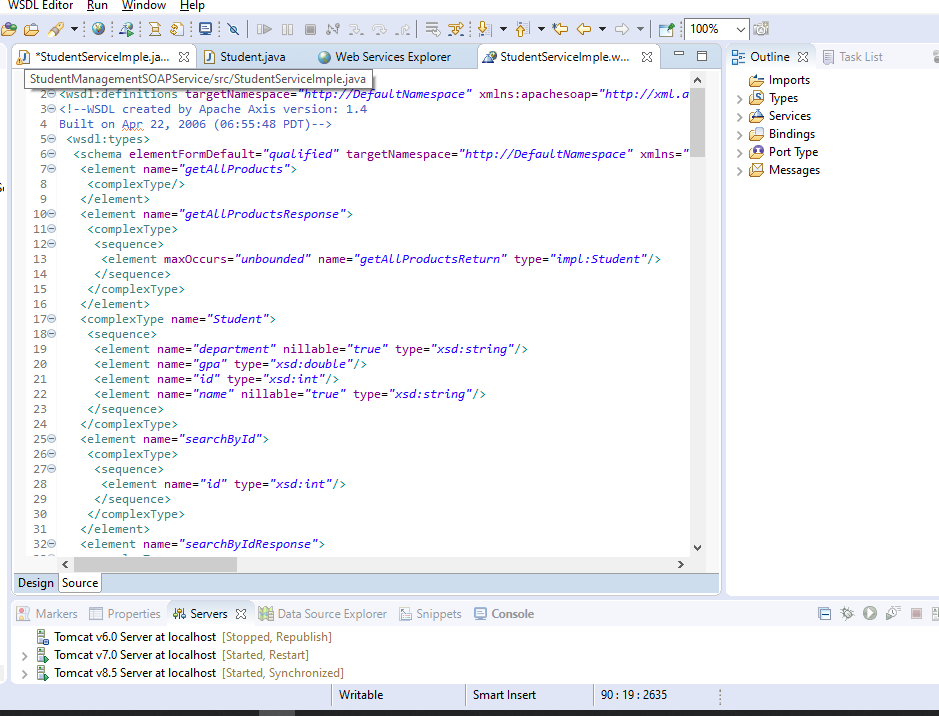 WSDL Editor Run Window Help
100%
*StudentServiceImple.ja... Student.java Web Services Explorer StudentServiceImple.w... Outline Task List
StudentManagementSOAPService/src/StudentServiceImple.java
2 <wsdl:definitions targetNamespace="http://DefaultNamespace" xmlns:apachesoap="http://xml.a
3 <!--WSDL created by Apache Axis version: 1.4
4 Built on Apr 22, 2006 (06:55:48 PDT)-->
5 <wsdl:types>
6 <schema elementFormDefault="qualified" targetNamespace="http://DefaultNamespace" xmlns="
7 <element name="getAllProducts">
8 <complexType/>
9 </element>
10 <element name="getAllProductsResponse">
11 <complexType>
12 <sequence>
13 <element maxOccurs="unbounded" name="getAllProductsReturn" type="impl:Student"/>
14 </sequence>
15 </complexType>
16 </element>
17 <complexType name="Student">
18 <sequence>
19 <element name="department" nillable="true" type="xsd:string"/>
20 <element name="gpa" type="xsd:double"/>
21 <element name="id" type="xsd:int"/>
22 <element name="name" nillable="true" type="xsd:string"/>
23 </sequence>
24 </complexType>
25 <element name="searchById">
26 <complexType>
27 <sequence>
28 <element name="id" type="xsd:int"/>
29 </sequence>
30 </complexType>
31 </element>
32 <element name="searchByIdResponse">
Imports
Types
Services
Bindings
Port Type
Messages
Design Source
Markers Properties Servers Data Source Explorer Snippets Console
Tomcat v6.0 Server at localhost [Stopped, Republish]
Tomcat v7.0 Server at localhost [Started, Restart]
Tomcat v8.5 Server at localhost [Started, Synchronized]
Writable Smart Insert 90 : 19 : 2635